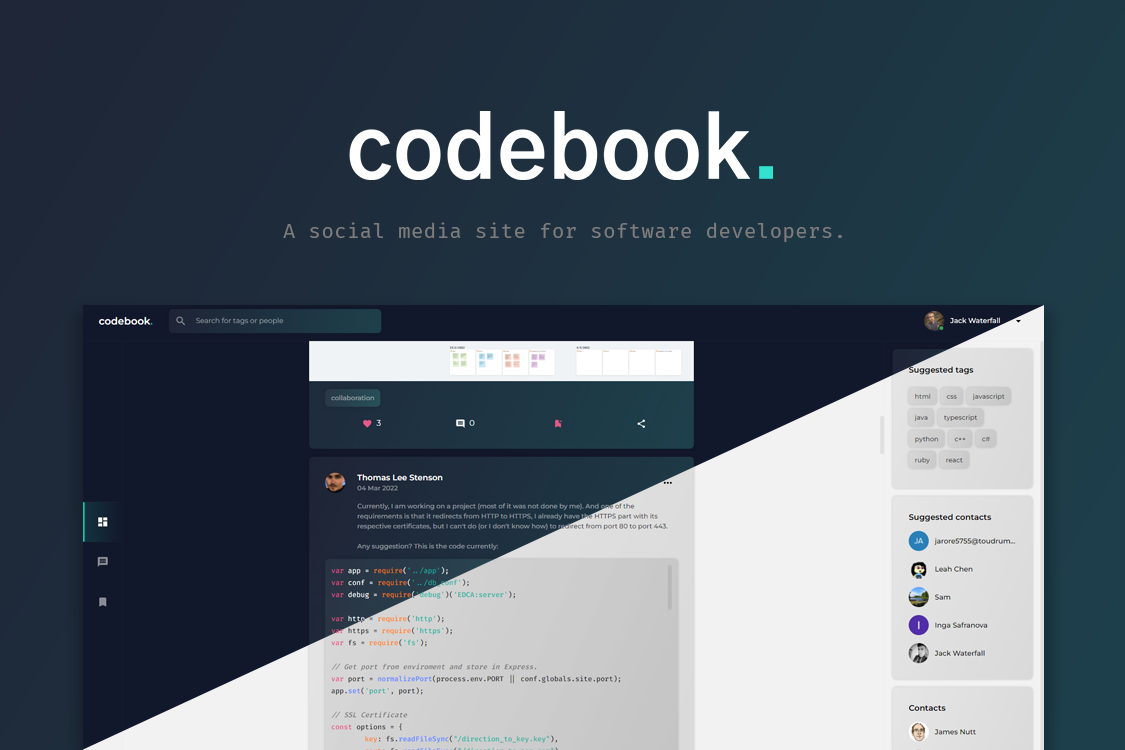 codebook.
A social media site for software developers.
codebook.
Search for tags or people
Jack Waterfall
collaboration
3
0
Thomas Lee Stenson
04 Mar 2022
Currently, I am working on a project (most of it was not done by me). And one of the
requirements is that it redirects from HTTP to HTTPS, I already have the HTTPS part with its
respective certificates, but I can't do (or I don't know how) to redirect from port 80 to port 443.
Any suggestion? This is the code currently:
var app = require('../app');
var conf = require('../db_conf');
var debug = require('debug')('EDCA:server');
var http = require('http');
var https = require('https');
var fs = require('fs');
// Get port from enviroment and store in Express.
var port = normalizePort(process.env.PORT || conf.globals.site.port);
app.set('port', port);
// SSL Certificate
const options = {
key: fs.readFileSync("/direction_to_key.key"),
Suggested tags
html css javascript
java typescript
python c++ c#
ruby react
Suggested contacts
JA jarore5755@toudrum...
Leah Chen
Sam
I Inga Safranova
Jack Waterfall
Contacts
James Nutt